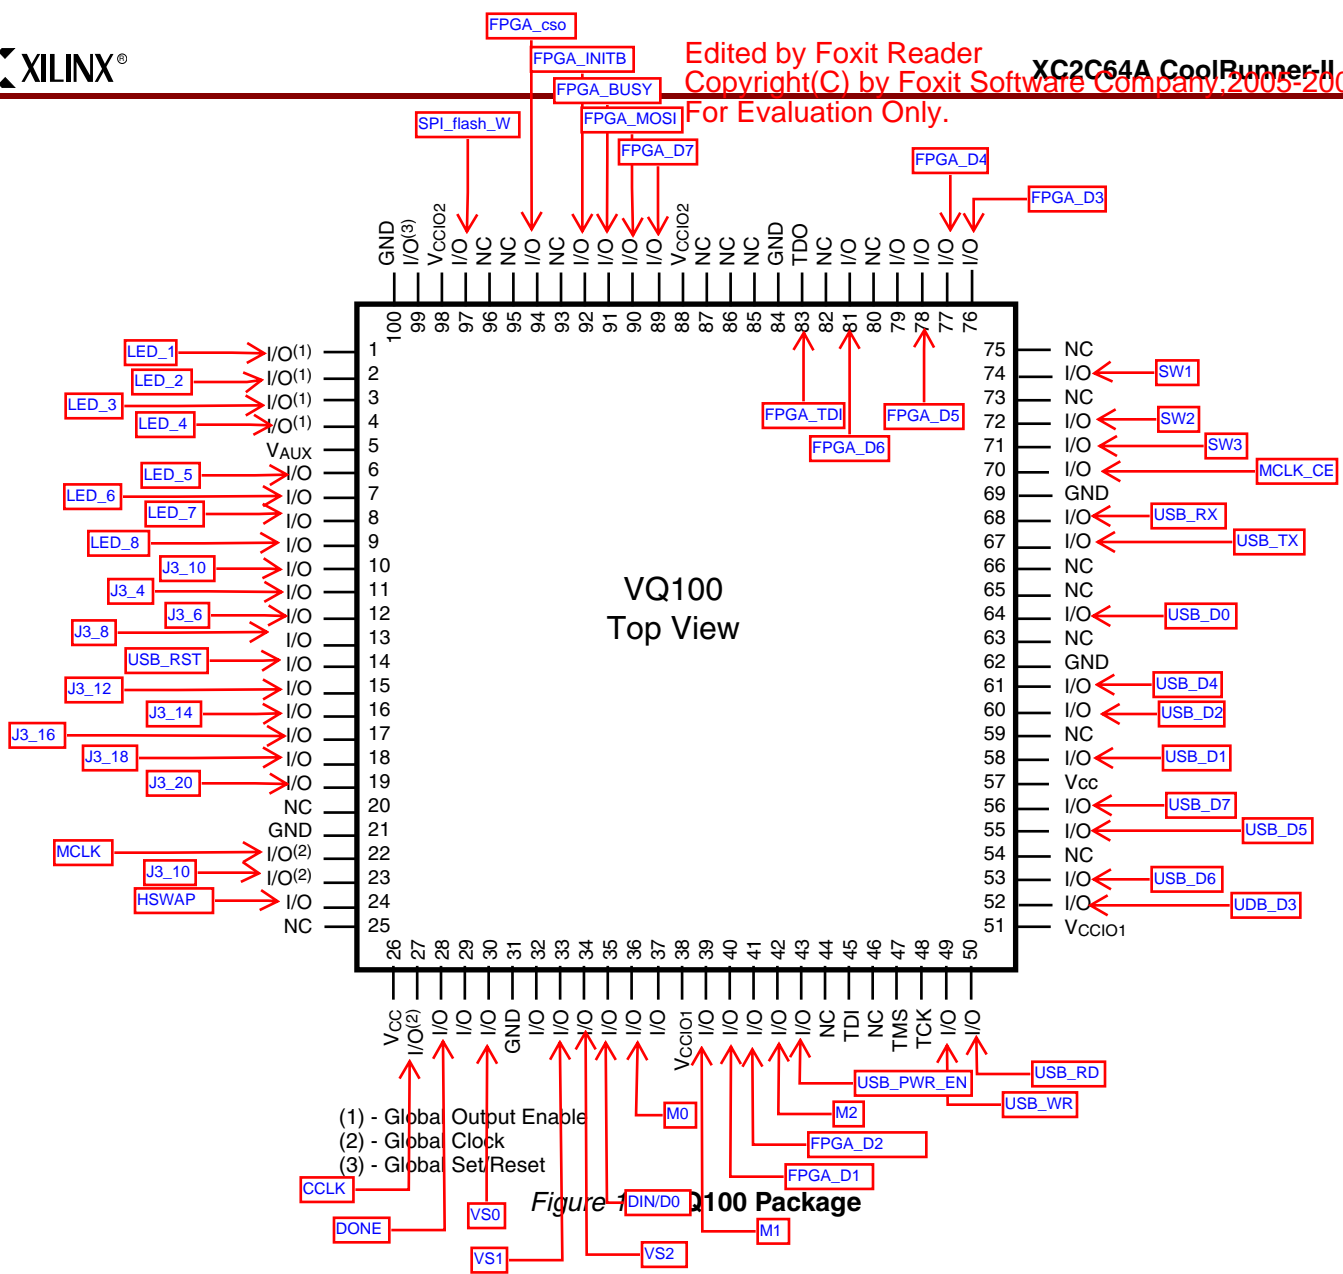 FPGA_cso
XILINX®
FPGA_INITB
Edited by Foxit Reader
XC2C64A CoolRunner-II
Copyright(C) by Foxit Software Company,2005-200
For Evaluation Only.
FPGA_BUSY
SPI_flash_W
FPGA_MOSI
FPGA_D7
FPGA_D4
FPGA_D3
GND I/O(3) VCCIO2 I/O NC NC I/O NC I/O I/O I/O I/O VCCIO2 NC NC NC GND TDO NC I/O NC I/O I/O I/O I/O
100 99 98 97 96 95 94 93 92 91 90 89 88 87 86 85 84 83 82 81 80 79 78 77 76
FPGA_TDI
FPGA_D6
FPGA_D5
LED_1 I/O(1) 1
LED_2 I/O(1) 2
LED_3 I/O(1) 3
LED_4 I/O(1) 4
VAUX 5
LED_5 I/O 6
LED_6 I/O 7
LED_7 I/O 8
LED_8 I/O 9
J3_10 I/O 10
J3_4 I/O 11
J3_6 I/O 12
J3_8 I/O 13
USB_RST I/O 14
J3_12 I/O 15
J3_14 I/O 16
J3_16 I/O 17
J3_18 I/O 18
J3_20 I/O 19
NC 20
GND 21
MCLK I/O(2) 22
J3_10 I/O(2) 23
HSWAP I/O 24
NC 25
VQ100
Top View
75 NC
74 I/O SW1
73 NC
72 I/O SW2
71 I/O SW3
70 I/O MCLK_CE
69 GND
68 I/O USB_RX
67 I/O USB_TX
66 NC
65 NC
64 I/O USB_D0
63 NC
62 GND
61 I/O USB_D4
60 I/O USB_D2
59 NC
58 I/O USB_D1
57 Vcc
56 I/O USB_D7
55 I/O USB_D5
54 NC
53 I/O USB_D6
52 I/O UDB_D3
51 VCCIO1
26 27 28 29 30 31 32 33 34 35 36 37 38 39 40 41 42 43 44 45 46 47 48 49 50
VCC I/O(2) I/O I/O I/O GND I/O I/O I/O I/O I/O I/O VCCIO1 I/O I/O I/O I/O I/O NC TDI NC TMS TCK I/O I/O
USB_RD
USB_PWR_EN
USB_WR
M0
M2
(1) - Global Output Enable
(2) - Global Clock
(3) - Global Set/Reset
FPGA_D2
FPGA_D1
CCLK
Figure 1 Q100 Package
DIN/D0
VS0
DONE
M1
VS1
VS2